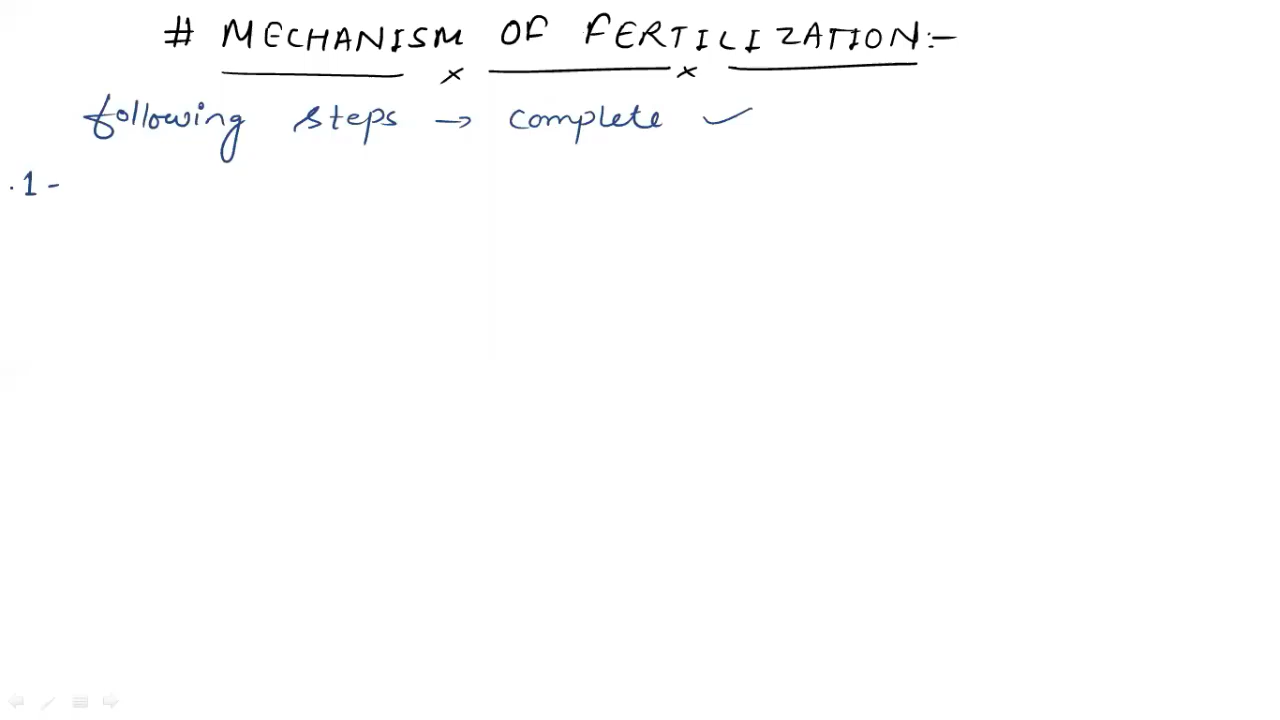 # MECHANISM OF FERTILIZATION:-
following steps → complete ✓
.1-